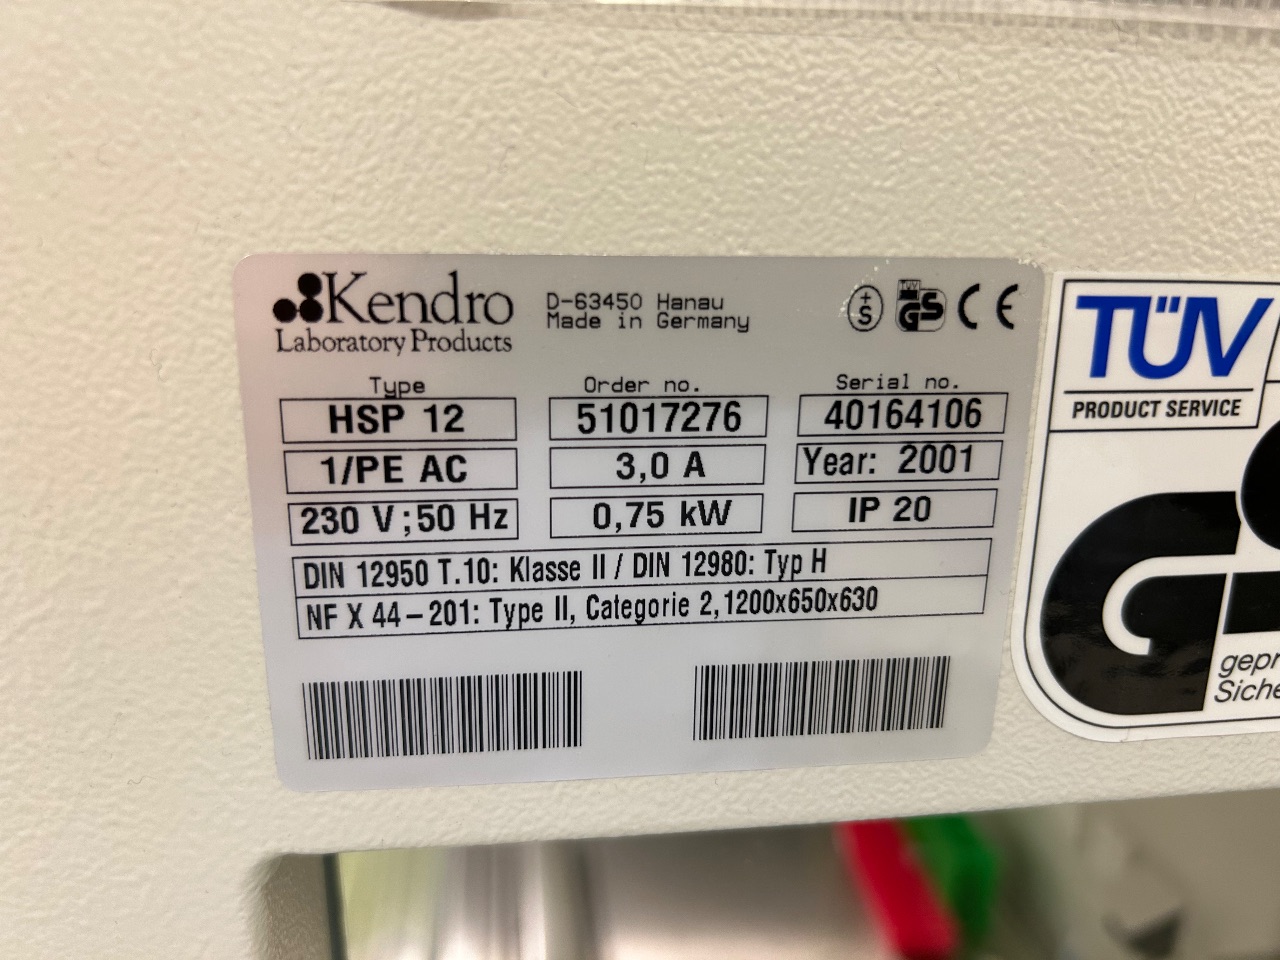 Kendro
Laboratory Products
D-63450 Hanau
Made in Germany
+
S
TÜV
GS
CE
Type
Order no.
Serial no.
HSP 12
51017276
40164106
1/PE AC
3,0 A
Year: 2001
230 V;50 Hz
0,75 kW
IP 20
DIN 12950 T.10: Klasse II / DIN 12980: Typ H
NF X 44-201: Type II, Categorie 2,1200x650x630
TÜV
PRODUCT SERVICE
GS